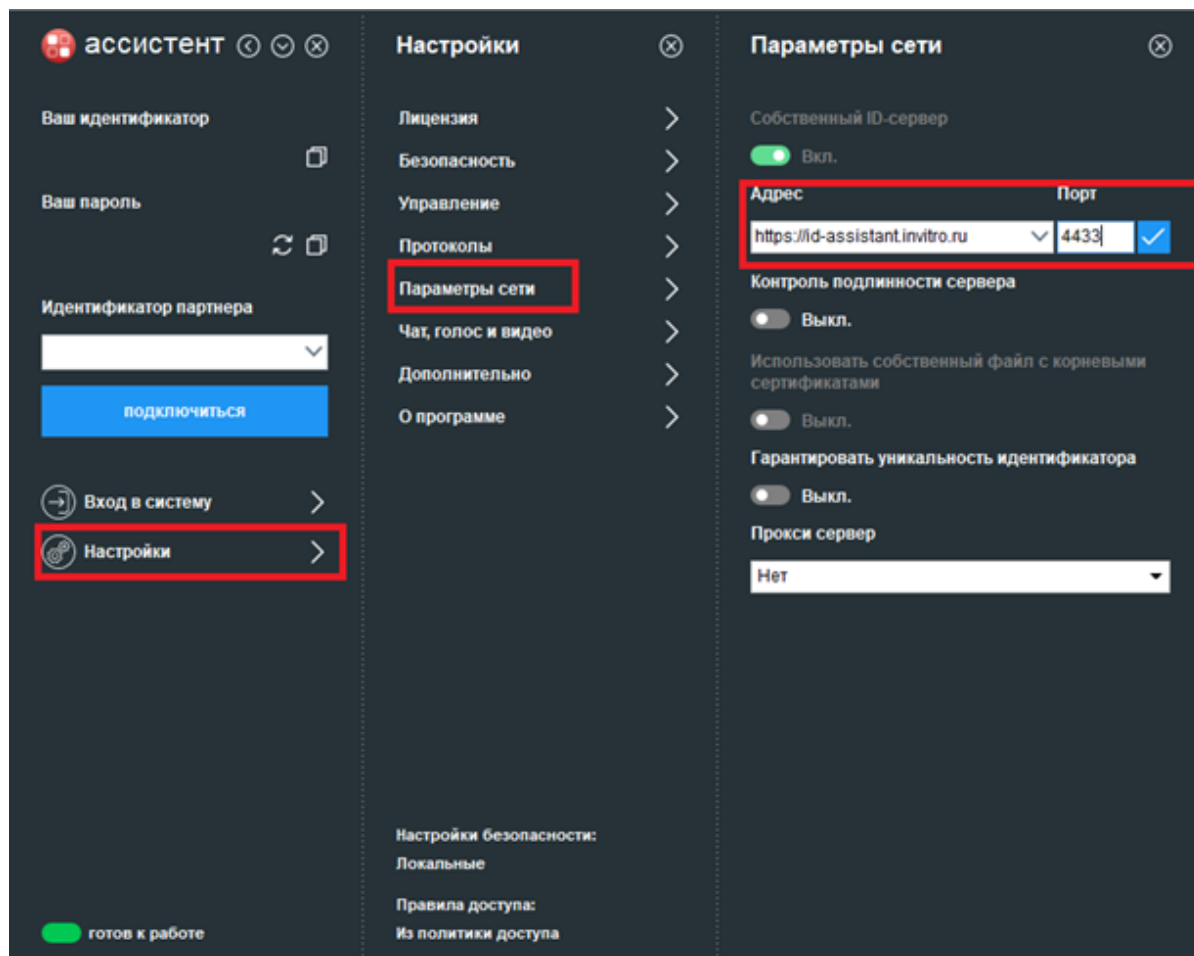 ассистент
Ваш идентификатор
Ваш пароль
Идентификатор партнера
подключиться
Вход в систему
Настройки
готов к работе
Настройки
Лицензия
Безопасность
Управление
Протоколы
Параметры сети
Чат, голос и видео
Дополнительно
О программе
Настройки безопасности:
Локальные
Правила доступа:
Из политики доступа
Параметры сети
Собственный ID-сервер
Вкл.
Адрес Порт
https://id-assistant.invitro.ru 4433
Контроль подлинности сервера
Выкл.
Использовать собственный файл с корневыми
сертификатами
Выкл.
Гарантировать уникальность идентификатора
Выкл.
Прокси сервер
Нет